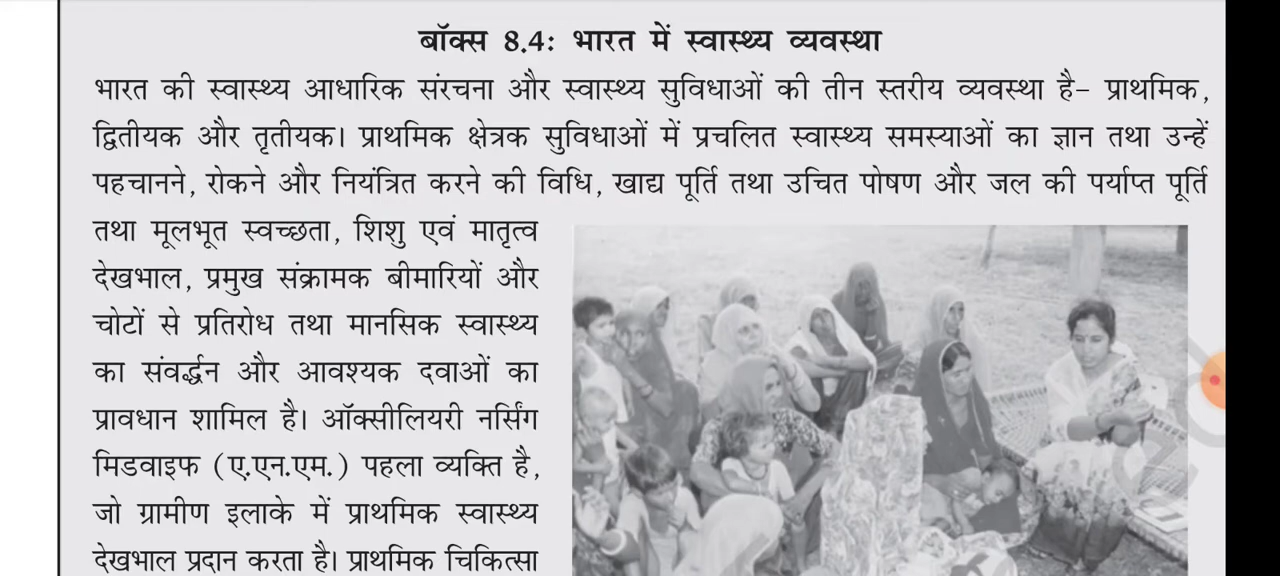 बॉक्स 8.4: भारत में स्वास्थ्य व्यवस्था
भारत की स्वास्थ्य आधारिक संरचना और स्वास्थ्य सुविधाओं की तीन स्तरीय व्यवस्था है– प्राथमिक,
द्वितीयक और तृतीयक। प्राथमिक क्षेत्रक सुविधाओं में प्रचलित स्वास्थ्य समस्याओं का ज्ञान तथा उन्हें
पहचानने, रोकने और नियंत्रित करने की विधि, खाद्य पूर्ति तथा उचित पोषण और जल की पर्याप्त पूर्ति
तथा मूलभूत स्वच्छता, शिशु एवं मातृत्व
देखभाल, प्रमुख संक्रामक बीमारियों और
चोटों से प्रतिरोध तथा मानसिक स्वास्थ्य
का संवर्द्धन और आवश्यक दवाओं का
प्रावधान शामिल है। ऑक्सीलियरी नर्सिंग
मिडवाइफ (ए.एन.एम.) पहला व्यक्ति है,
जो ग्रामीण इलाके में प्राथमिक स्वास्थ्य
देखभाल प्रदान करता है। प्राथमिक चिकित्सा